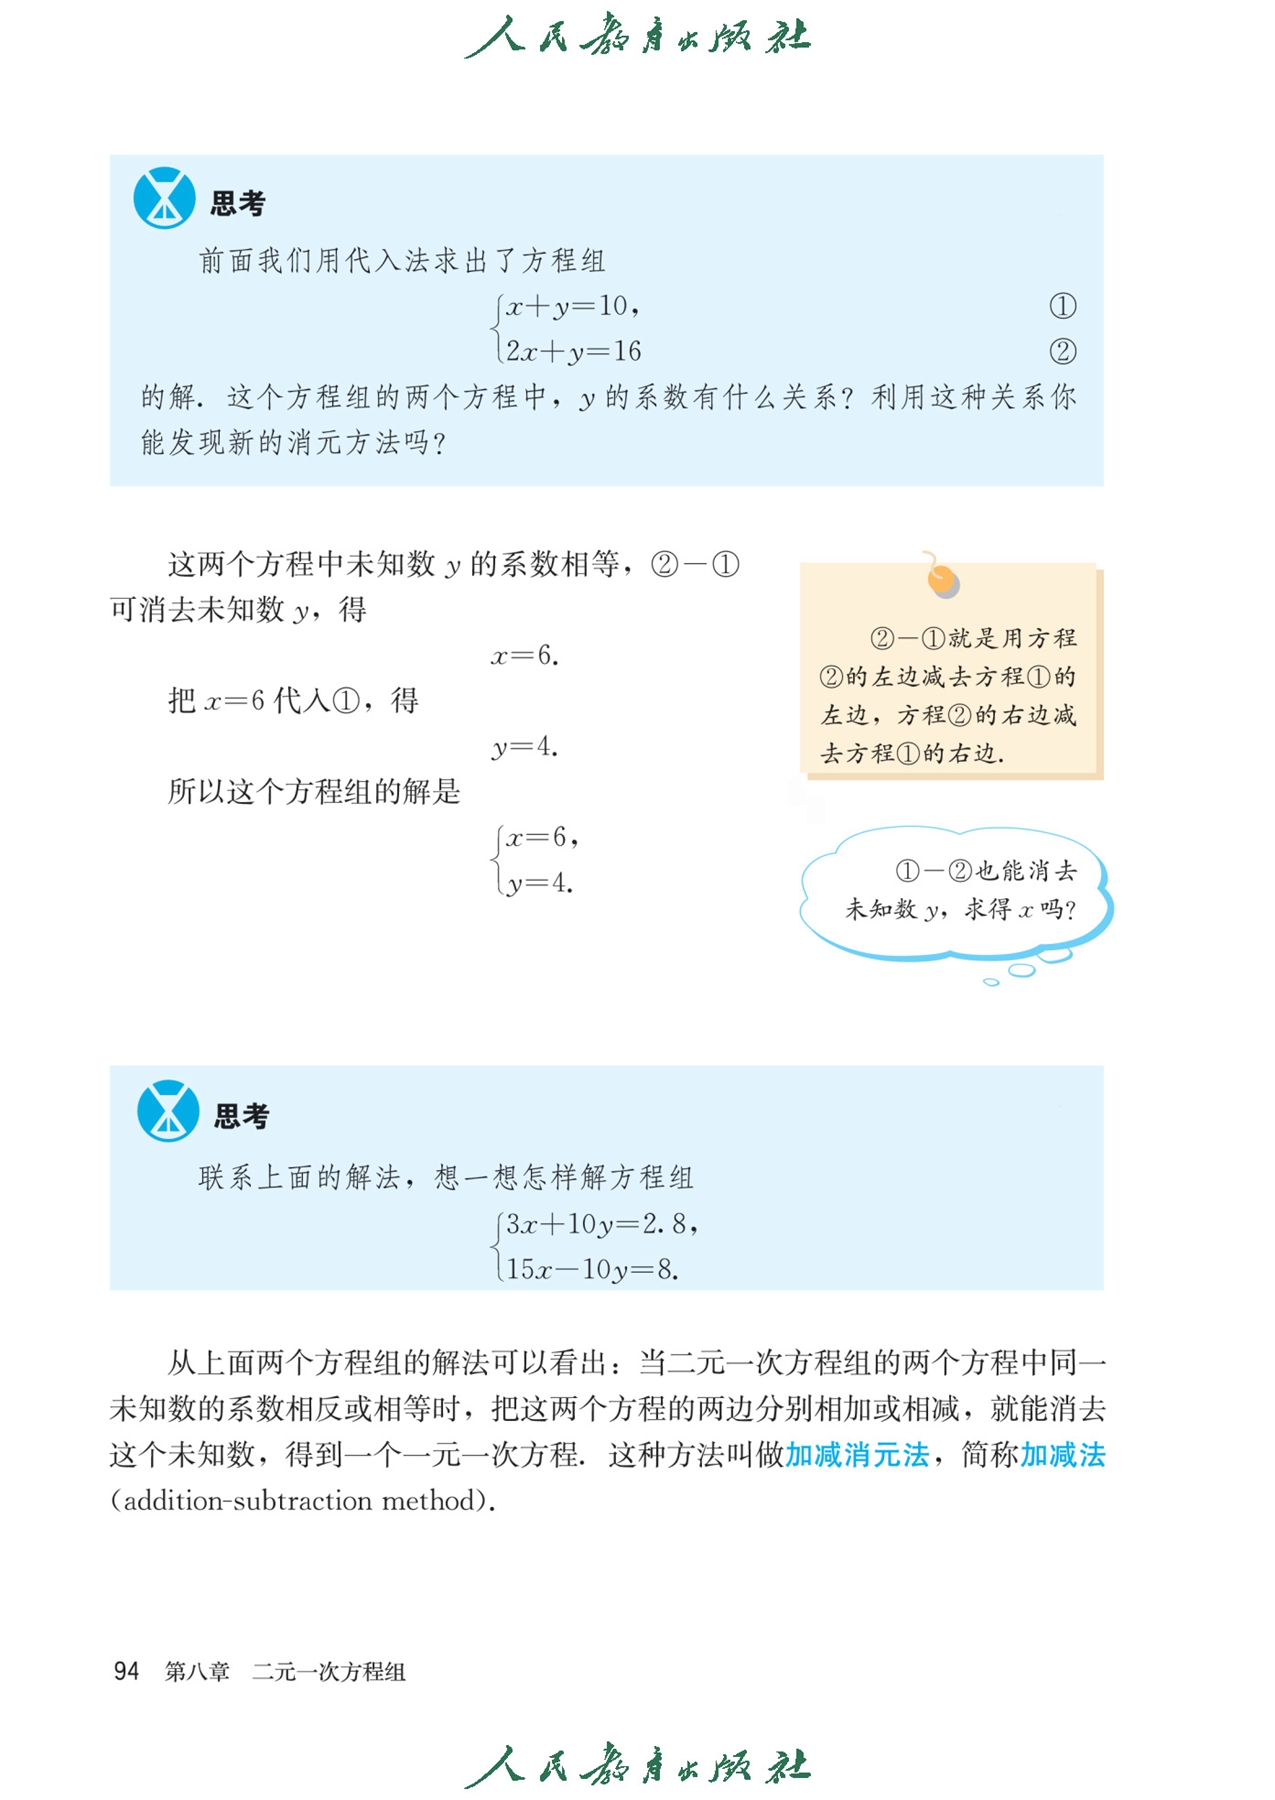 人民教育出版社
思考
前面我们用代入法求出了方程组
x+y=10, ①
2x+y=16 ②
的解. 这个方程组的两个方程中, y 的系数有什么关系? 利用这种关系你
能发现新的消元方法吗?
这两个方程中未知数 y 的系数相等, ②-①
可消去未知数 y, 得
x=6.
把 x=6 代入①, 得
y=4.
所以这个方程组的解是
x=6,
y=4.
②-①就是用方程
②的左边减去方程①的
左边, 方程②的右边减
去方程①的右边.
①-②也能消去
未知数 y, 求得 x 吗?
思考
联系上面的解法, 想一想怎样解方程组
3x+10y=2.8,
15x-10y=8.
从上面两个方程组的解法可以看出: 当二元一次方程组的两个方程中同一
未知数的系数相反或相等时, 把这两个方程的两边分别相加或相减, 就能消去
这个未知数, 得到一个一元一次方程. 这种方法叫做加减消元法, 简称加减法
(addition-subtraction method).
94 第八章 二元一次方程组
人民教育出版社